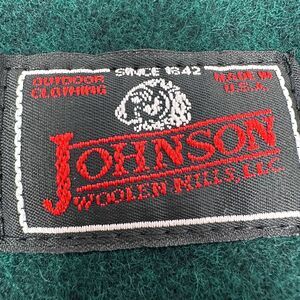 SINCE 1842
OUTDOOR
CLOTHING
MADE IN
U.S.A.
JOHNSON
WOOLEN MILLS, LLC.